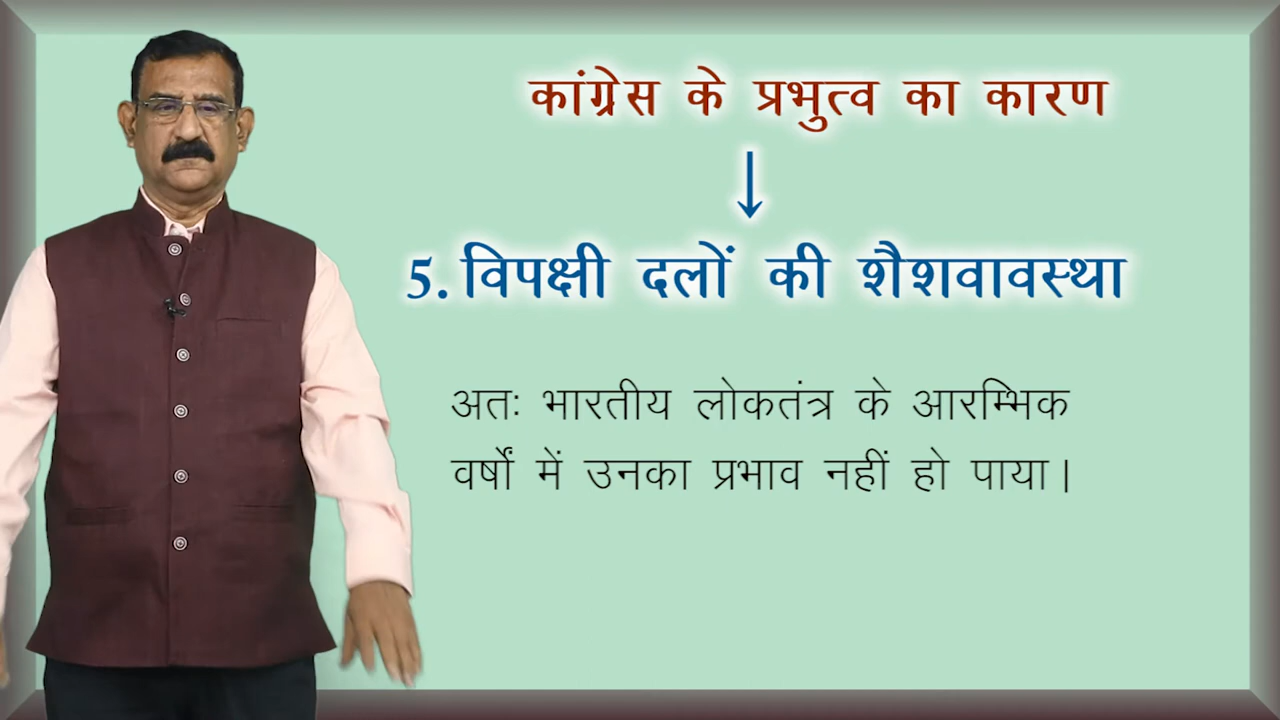 कांग्रेस के प्रभुत्व का कारण
↓
5. विपक्षी दलों की शैशवावस्था
अतः भारतीय लोकतंत्र के आरम्भिक
वर्षों में उनका प्रभाव नहीं हो पाया।